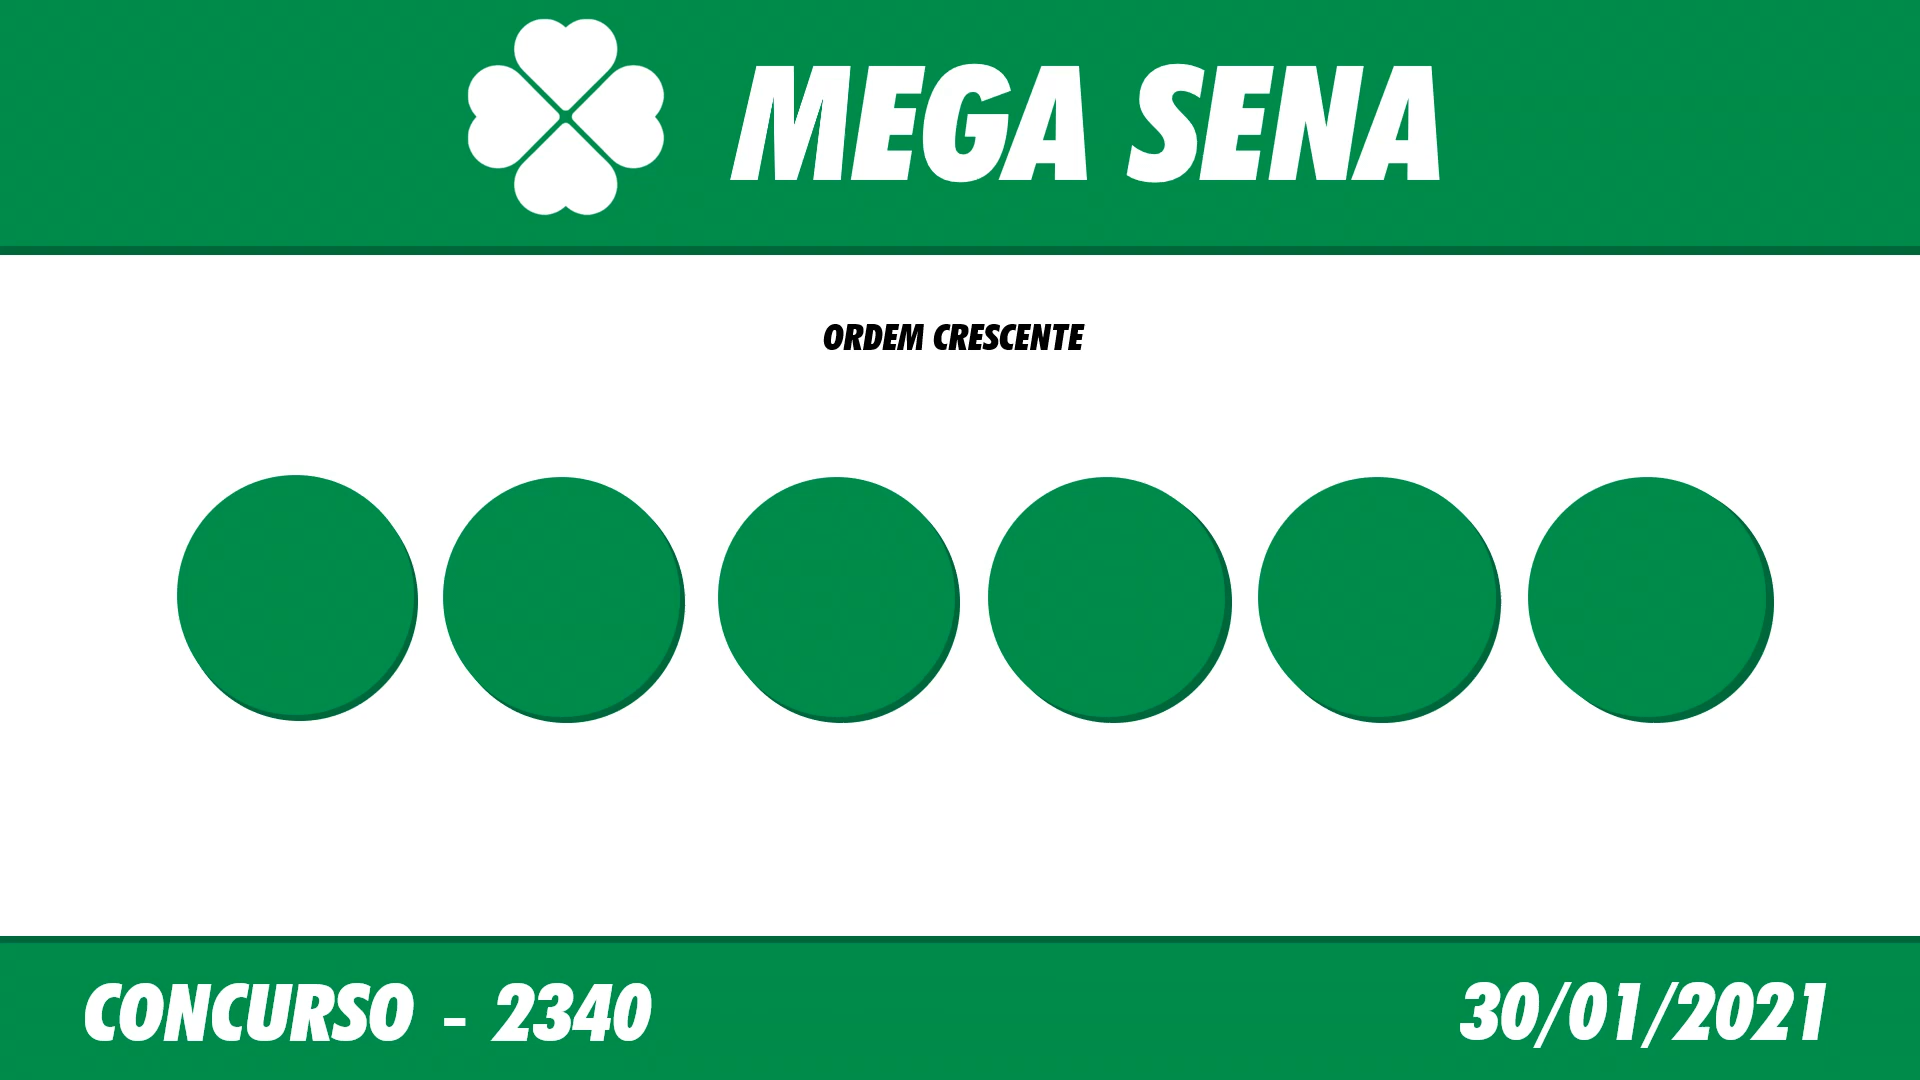 MEGA SENA
ORDEM CRESCENTE
CONCURSO - 2340
30/01/2021